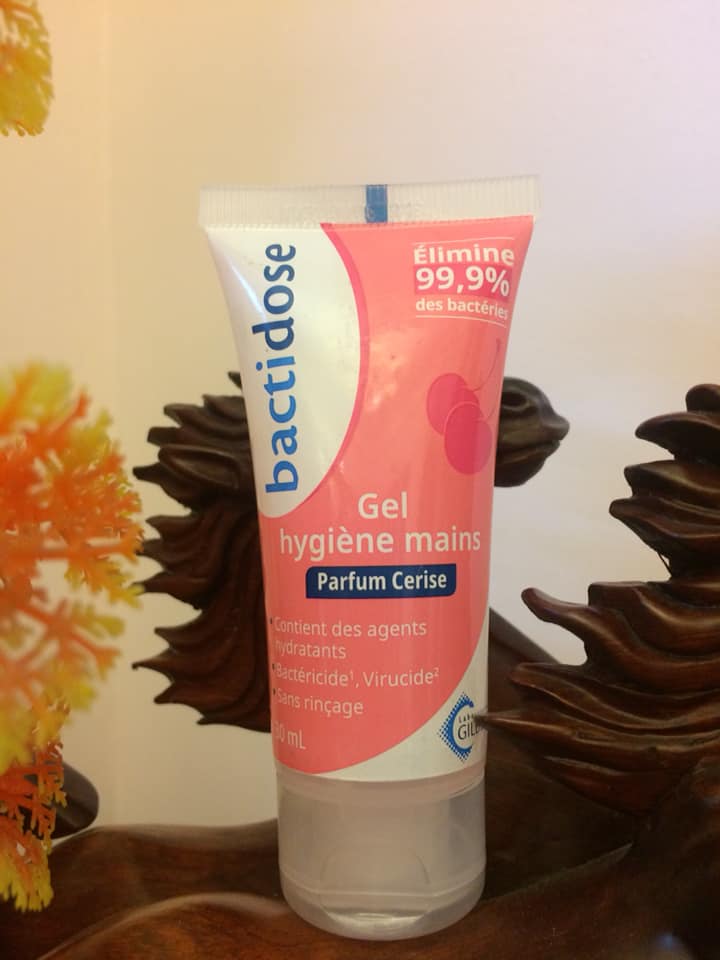 bactidose
Élimine
99,9%
des bactéries
Gel
hygiène mains
Parfum Cerise
• Contient des agents
hydratants
• Bactéricide¹, Virucide²
• Sans rinçage
mL